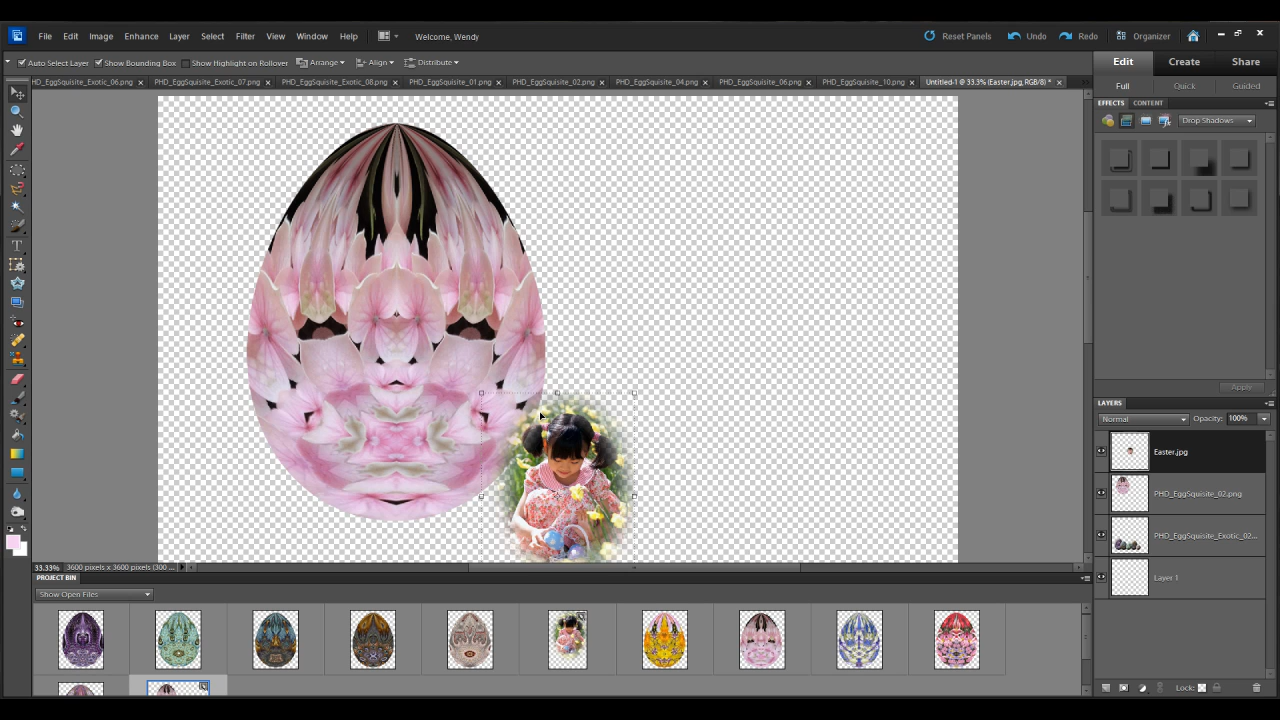 File Edit Image Enhance Layer Select Filter View Window Help Welcome, Wendy Reset Panels Undo Redo Organizer
Auto Select Layer Show Bounding Box Show Highlight on Rollover Arrange Align Distribute
Edit Create Share
PHD_EggSquisite_Exotic_06.png PHD_EggSquisite_Exotic_07.png PHD_EggSquisite_Exotic_08.png PHD_EggSquisite_01.png PHD_EggSquisite_02.png PHD_EggSquisite_04.png PHD_EggSquisite_06.png PHD_EggSquisite_10.png Untitled-1 @ 33.3% (Easter.jpg, RGB/8) *
Full Quick Guided
EFFECTS CONTENT
Drop Shadows
Apply
LAYERS
Normal Opacity: 100%
Easter.jpg
PHD_EggSquisite_02.png
PHD_EggSquisite_Exotic_02...
Layer 1
33.33% 3600 pixels x 3600 pixels (300 ...
PROJECT BIN
Show Open Files
Lock: